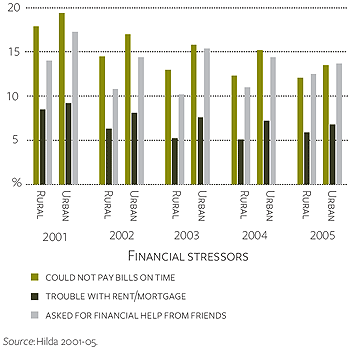 20
15
10
5
%
Rural Urban Rural Urban Rural Urban Rural Urban Rural Urban
2001 2002 2003 2004 2005
Financial stressors
Could not pay bills on time
Trouble with rent/mortgage
Asked for financial help from friends
Source: Hilda 2001-05.